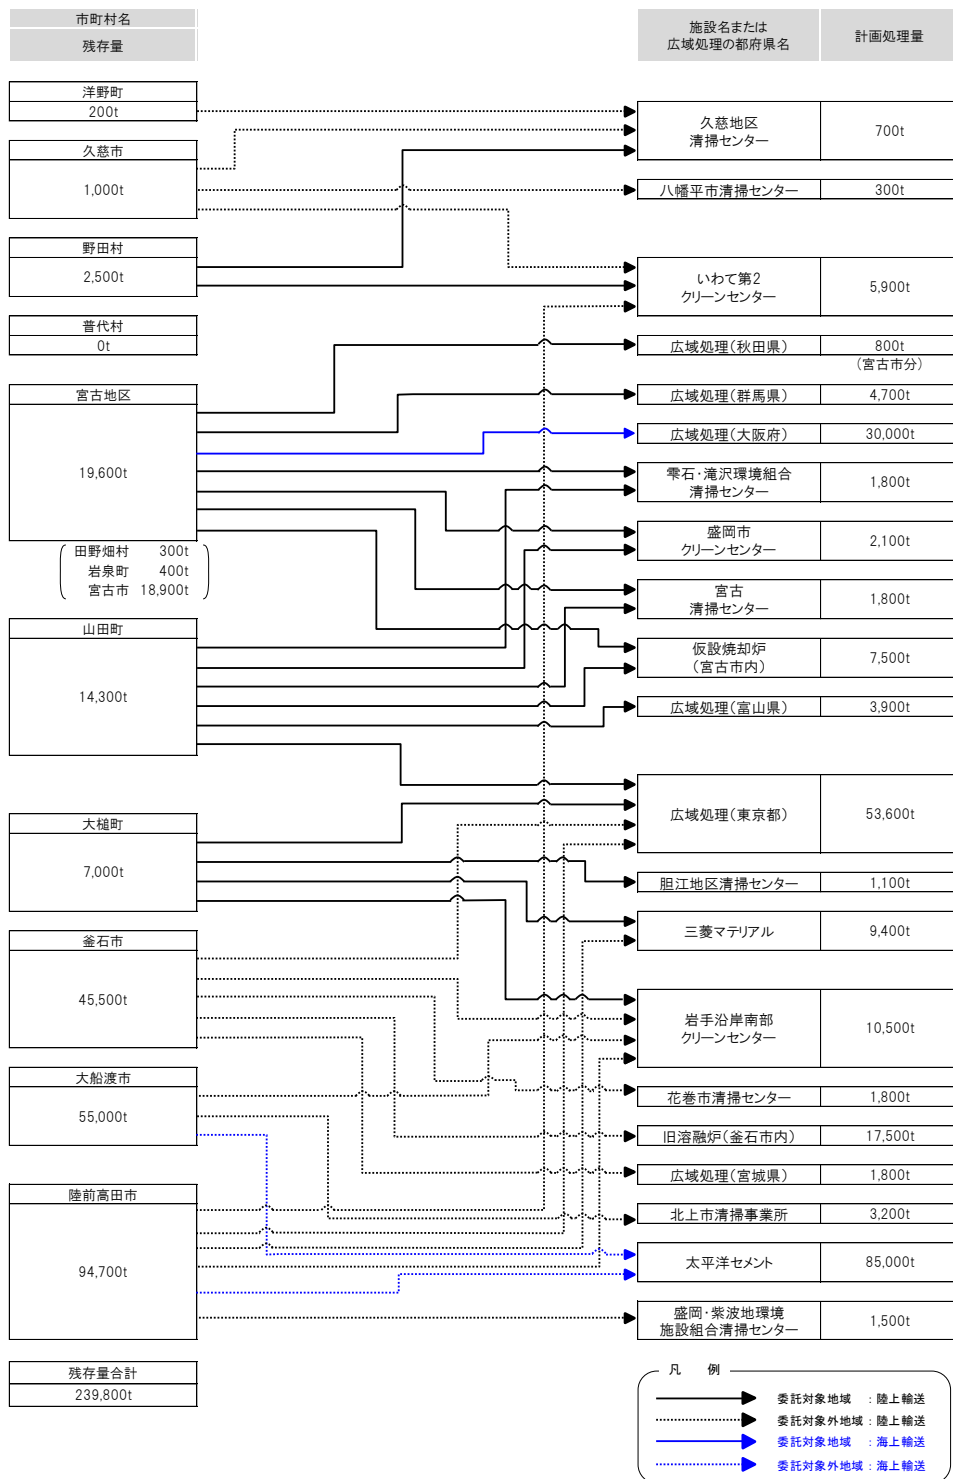 市町村名
残存量
施設名または
広域処理の都府県名
計画処理量
洋野町
200t
久慈市
1,000t
野田村
2,500t
普代村
0t
宮古地区
19,600t
田野畑村 300t
岩泉町 400t
宮古市 18,900t
山田町
14,300t
大槌町
7,000t
釜石市
45,500t
大船渡市
55,000t
陸前高田市
94,700t
残存量合計
239,800t
久慈地区
清掃センター
700t
八幡平市清掃センター
300t
いわて第2
クリーンセンター
5,900t
広域処理(秋田県)
800t
(宮古市分)
広域処理(群馬県)
4,700t
広域処理(大阪府)
30,000t
雫石・滝沢環境組合
清掃センター
1,800t
盛岡市
クリーンセンター
2,100t
宮古
清掃センター
1,800t
仮設焼却炉
(宮古市内)
7,500t
広域処理(富山県)
3,900t
広域処理(東京都)
53,600t
胆江地区清掃センター
1,100t
三菱マテリアル
9,400t
岩手沿岸南部
クリーンセンター
10,500t
花巻市清掃センター
1,800t
旧溶融炉(釜石市内)
17,500t
広域処理(宮城県)
1,800t
北上市清掃事業所
3,200t
太平洋セメント
85,000t
盛岡・紫波地環境
施設組合清掃センター
1,500t
凡 例
委託対象地域 :陸上輸送
委託対象外地域:陸上輸送
委託対象地域 :海上輸送
委託対象外地域:海上輸送